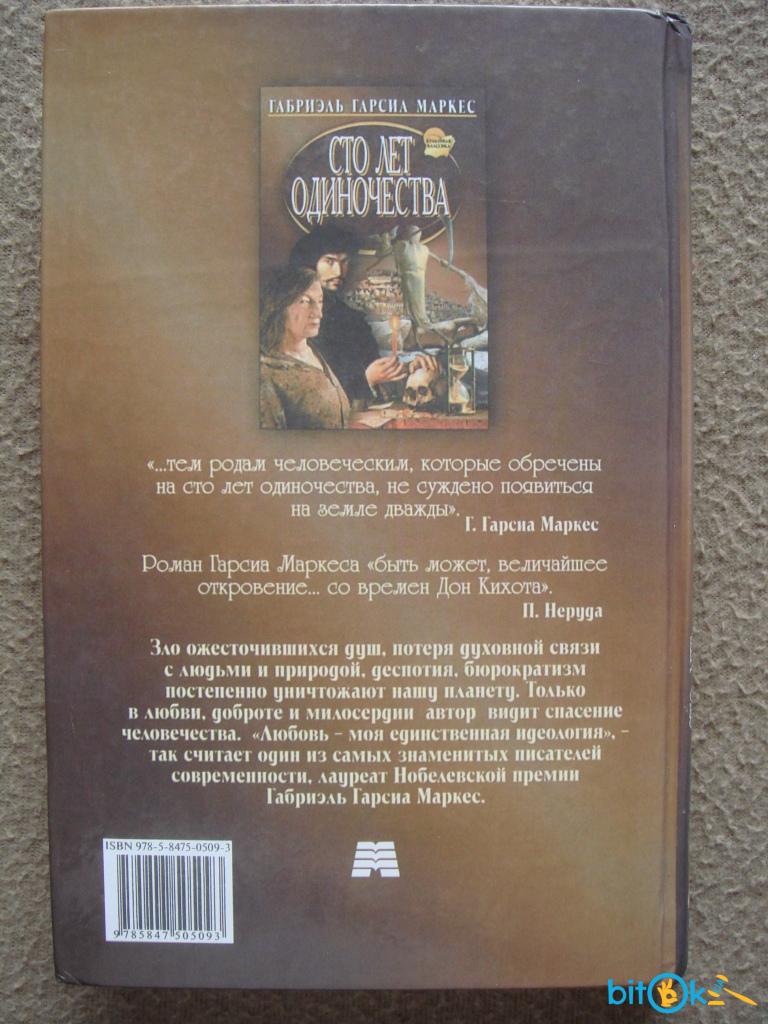 ГАБРИЭЛЬ ГАРСИА МАРКЕС
СТО ЛЕТ
ОДИНОЧЕСТВА
«...тем родам человеческим, которые обречены
на сто лет одиночества, не суждено появиться
на земле дважды».
Г. Гарсиа Маркес
Роман Гарсиа Маркеса «быть может, величайшее
откровение... со времен Дон Кихота».
П. Неруда
Зло ожесточившихся душ, потеря духовной связи
с людьми и природой, деспотия, бюрократизм
постепенно уничтожают нашу планету. Только
в любви, доброте и милосердии автор видит спасение
человечества. «Любовь – моя единственная идеология», –
так считает один из самых знаменитых писателей
современности, лауреат Нобелевской премии
Габриэль Гарсиа Маркес.
ISBN 978-5-8475-0509-3
9 785847 505093
bitOk